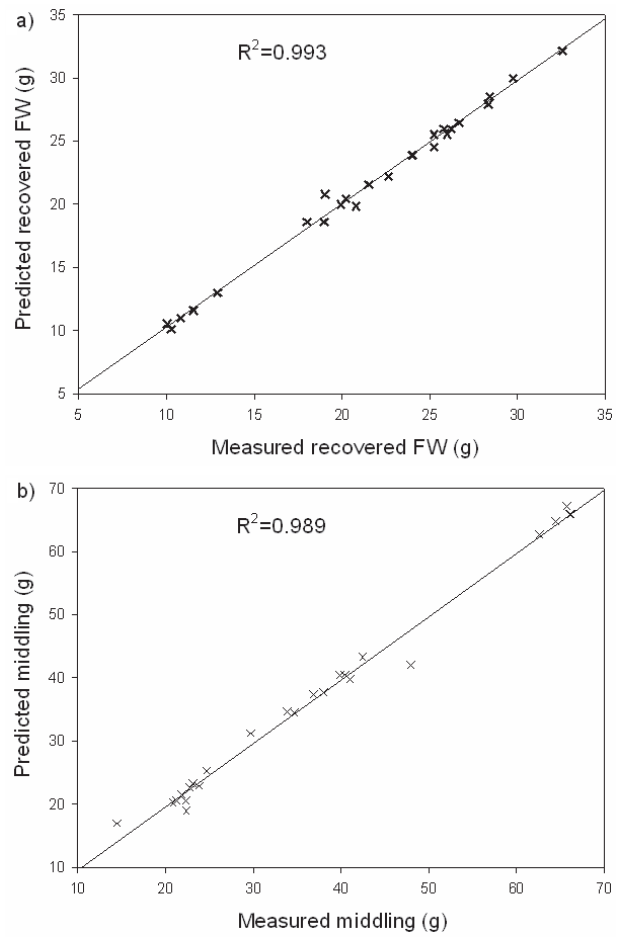 a)
R²=0.993
35
30
25
20
15
10
5
Predicted recovered FW (g)
5 10 15 20 25 30 35
Measured recovered FW (g)
b)
R²=0.989
70
60
50
40
30
20
10
Predicted middling (g)
10 20 30 40 50 60 70
Measured middling (g)